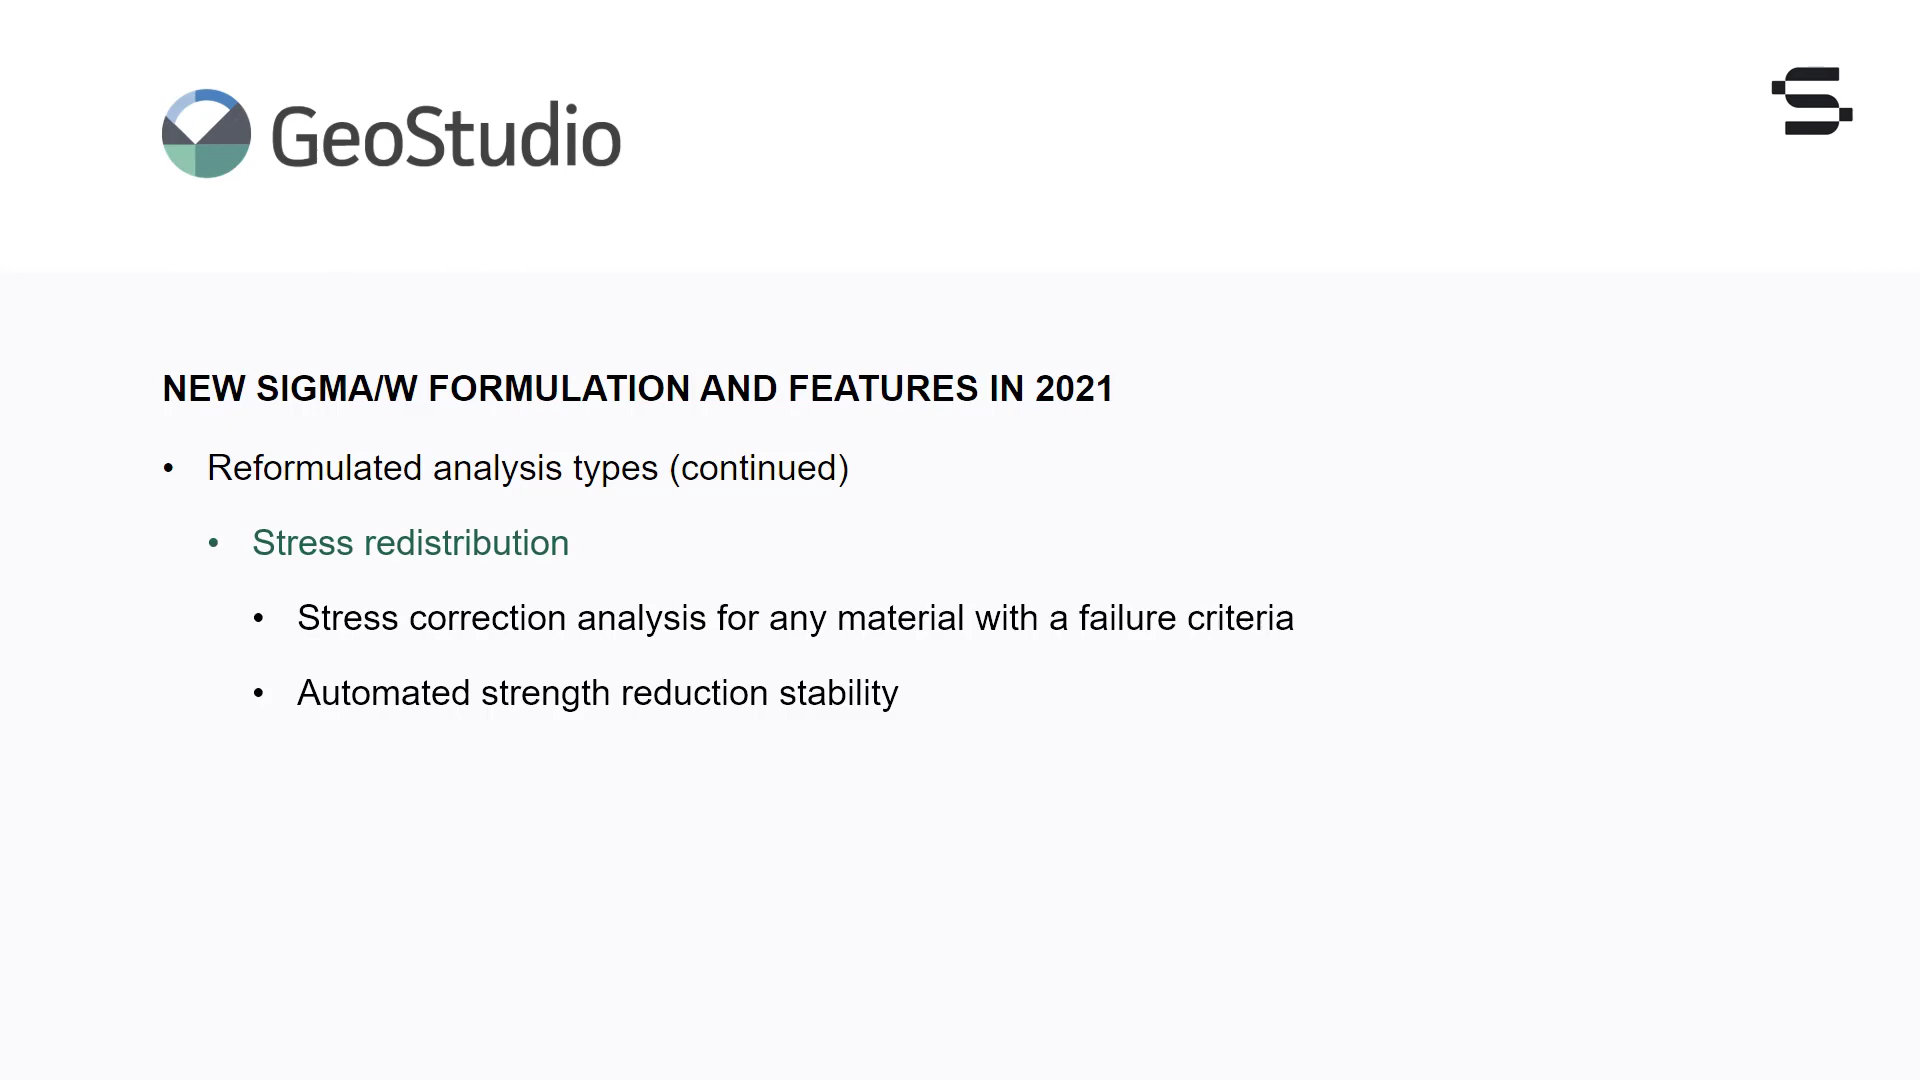 GeoStudio
NEW SIGMA/W FORMULATION AND FEATURES IN 2021
• Reformulated analysis types (continued)
• Stress redistribution
• Stress correction analysis for any material with a failure criteria
• Automated strength reduction stability